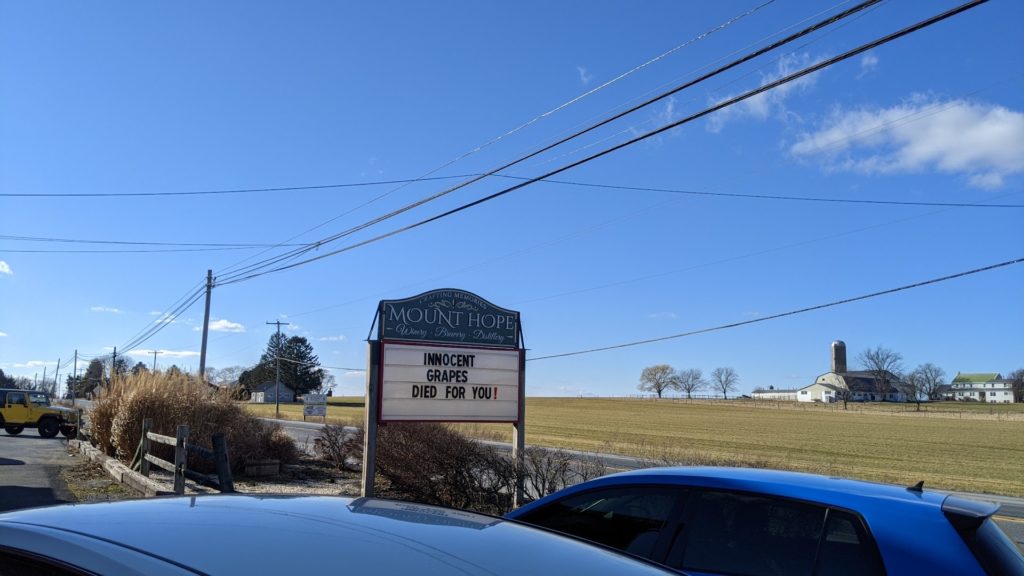 CRAFTING MEMORIES
MOUNT HOPE
Winery • Brewery • Distillery
INNOCENT
GRAPES
DIED FOR YOU!